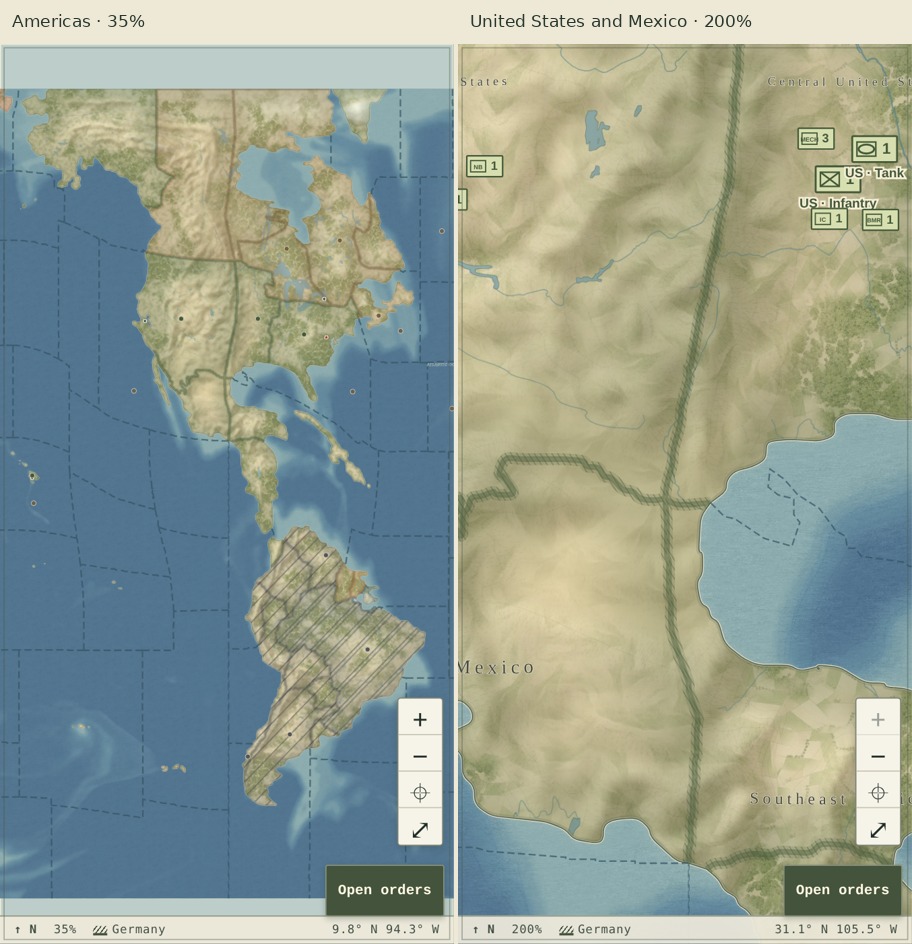 Americas · 35%
United States and Mexico · 200%
States
Central United St
MECH 3
1
NB 1
US · Tank
1
US · Infantry
IC 1
BMR 1
Mexico
Southeast
+
−
+
−
Open orders
Open orders
↑ N 35% Germany 9.8° N 94.3° W
↑ N 200% Germany 31.1° N 105.5° W